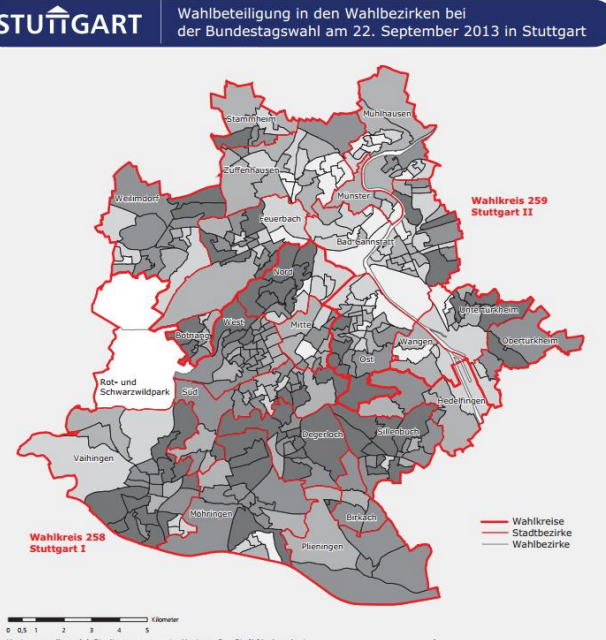 STUTTGART
Wahlbeteiligung in den Wahlbezirken bei
der Bundestagswahl am 22. September 2013 in Stuttgart
Stammheim
Mühlhausen
Zuffenhausen
Weilimdorf
Münster
Wahlkreis 259
Stuttgart II
Feuerbach
Bad Cannstatt
Nord
Untertürkheim
West
Mitte
Botnang
Wangen
Obertürkheim
Ost
Rot- und
Schwarzwildpark
Süd
Hedelfingen
Degerloch
Sillenbuch
Vaihingen
Möhringen
Birkach
Wahlkreise
Stadtbezirke
Wahlbezirke
Wahlkreis 258
Stuttgart I
Plieningen
Kilometer
0 0,5 1 2 3 4 5